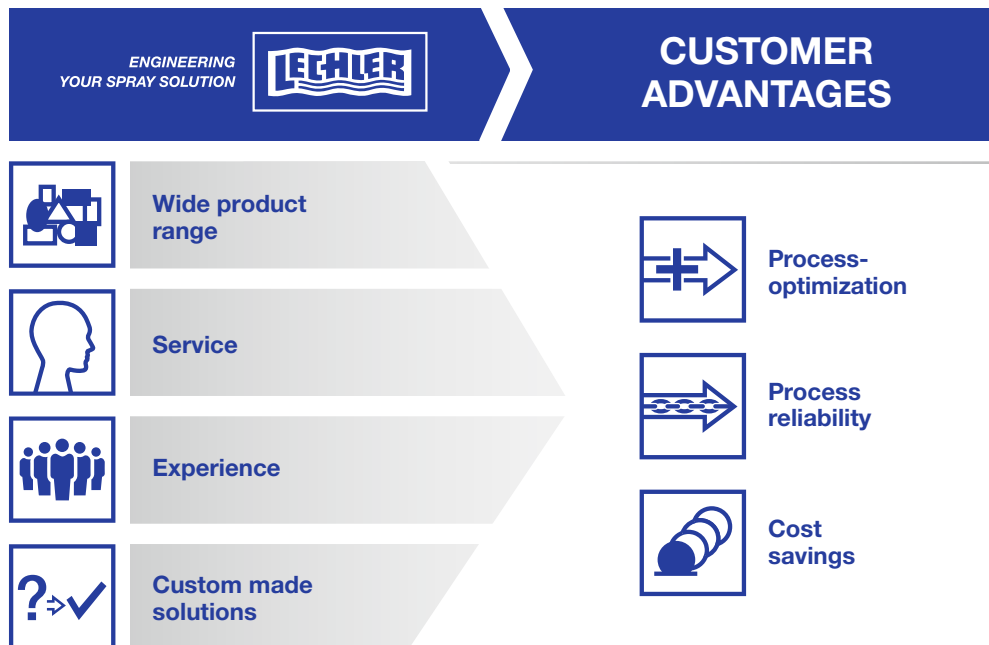 ENGINEERING
YOUR SPRAY SOLUTION
LECHLER
CUSTOMER
ADVANTAGES
Wide product
range
Service
Experience
Custom made
solutions
Process-
optimization
Process
reliability
Cost
savings